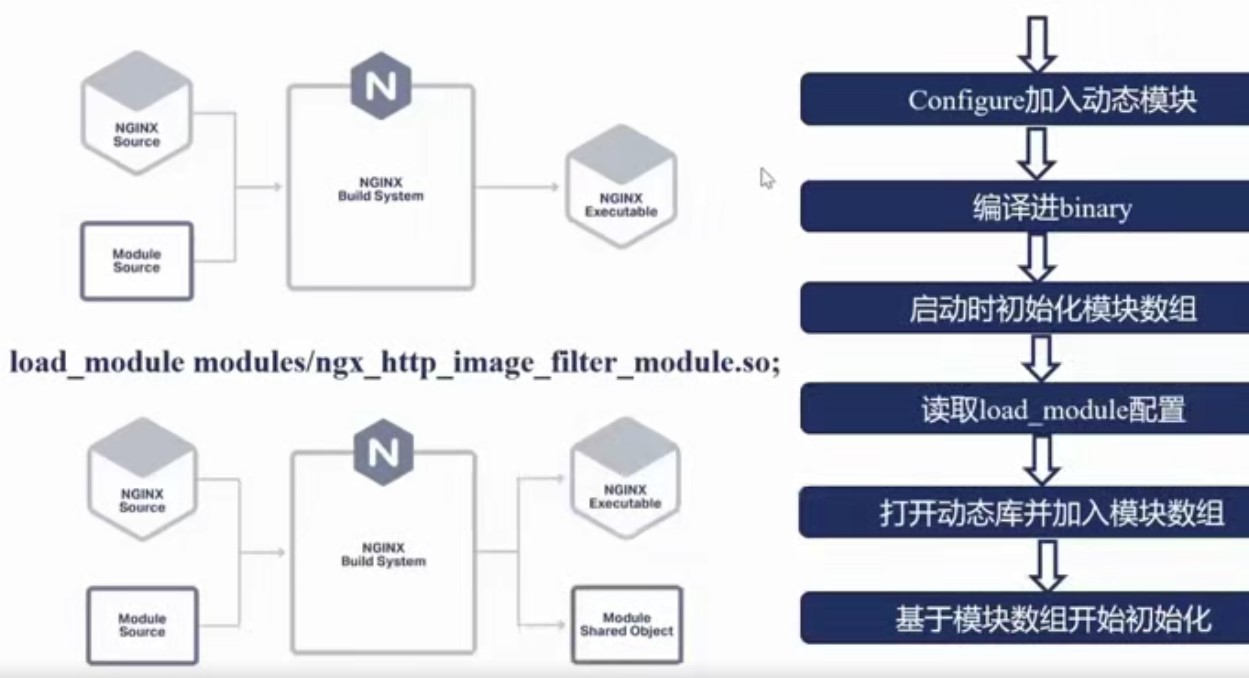 NGINX
Source
N
NGINX
Build System
NGINX
Executable
Module
Source
load_module modules/ngx_http_image_filter_module.so;
NGINX
Source
N
NGINX
Build System
NGINX
Executable
Module
Source
Module
Shared Object
Configure加入动态模块
编译进binary
启动时初始化模块数组
读取load_module配置
打开动态库并加入模块数组
基于模块数组开始初始化